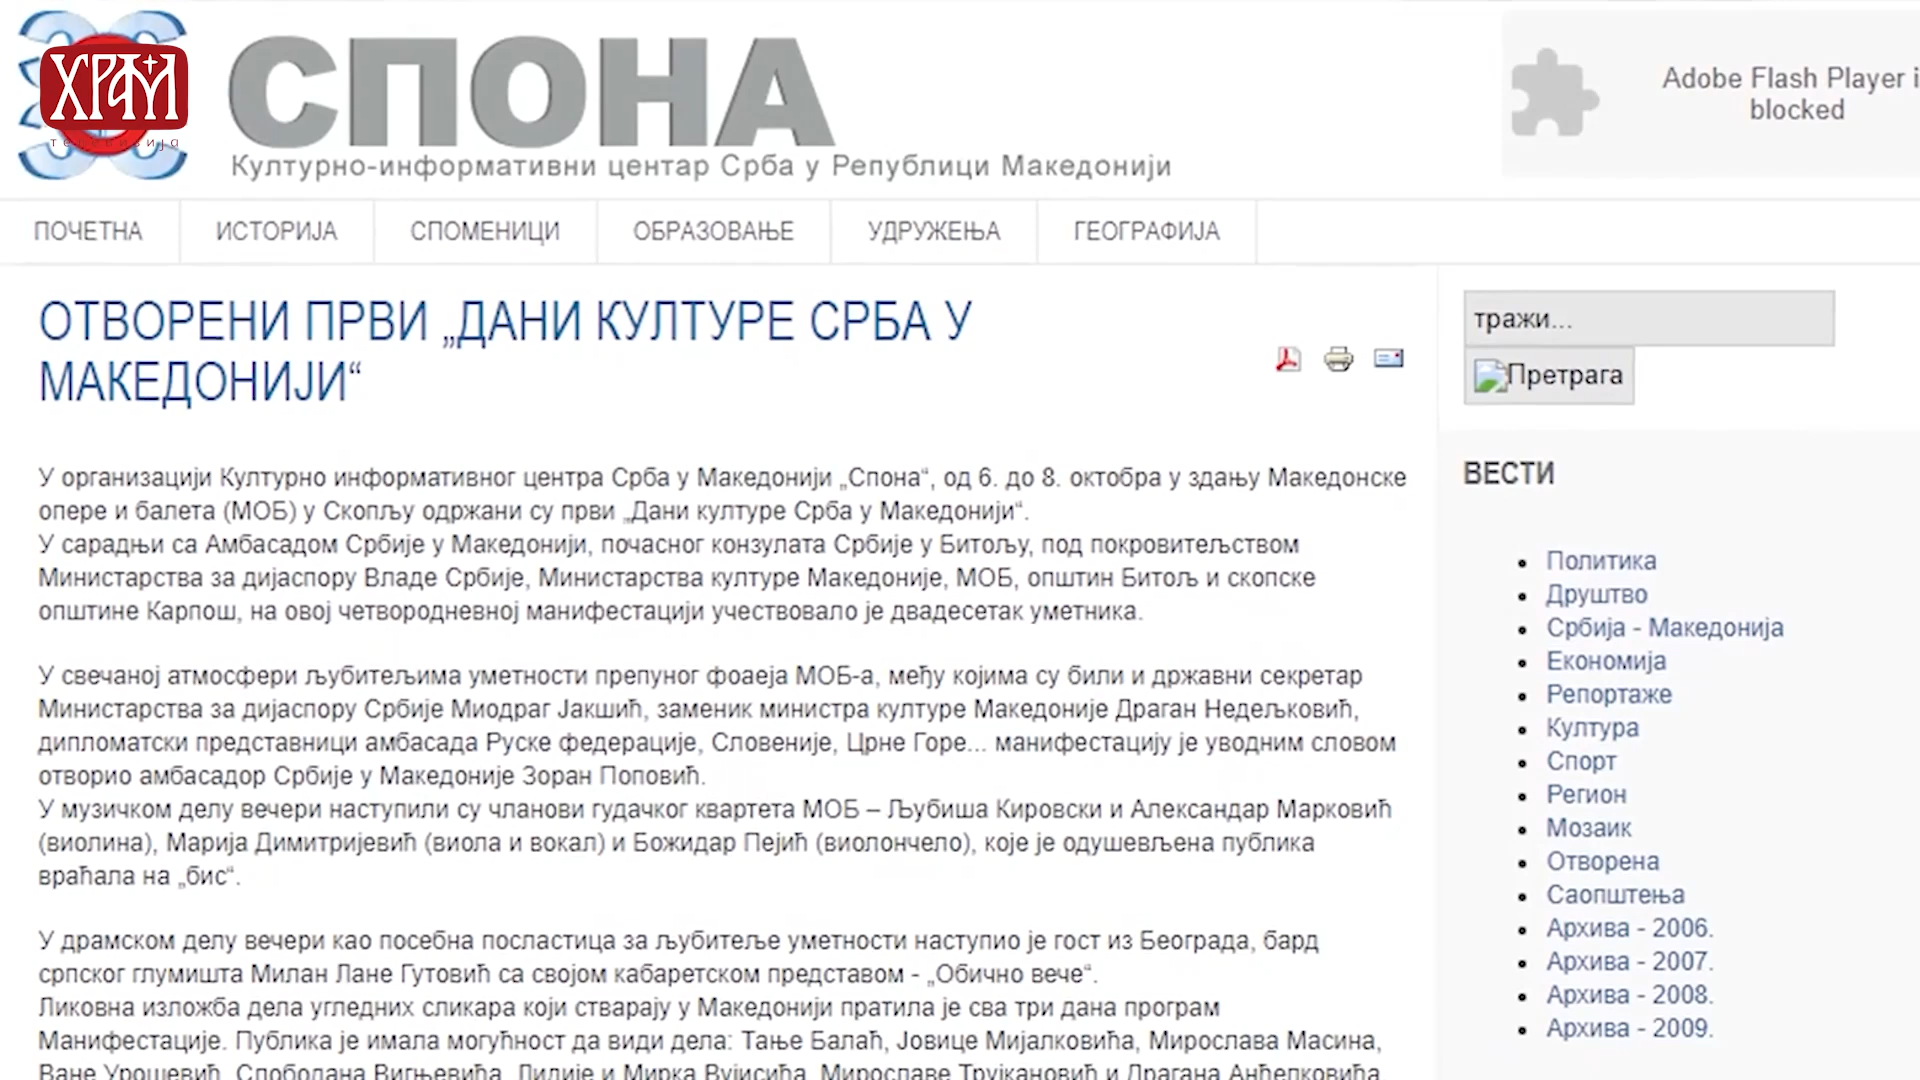 ХРАМ
телевизија
СПОНА
Културно-информативни центар Срба у Републици Македонији
Adobe Flash Player i
blocked
ПОЧЕТНА
ИСТОРИЈА
СПОМЕНИЦИ
ОБРАЗОВАЊЕ
УДРУЖЕЊА
ГЕОГРАФИЈА
ОТВОРЕНИ ПРВИ „ДАНИ КУЛТУРЕ СРБА У
МАКЕДОНИЈИ“
У организацији Културно информативног центра Срба у Македонији „Спона“, од 6. до 8. октобра у здању Македонске
опере и балета (МОБ) у Скопљу одржани су први „Дани културе Срба у Македонији“.
У сарадњи са Амбасадом Србије у Македонији, почасног конзулата Србије у Битољу, под покровитељством
Министарства за дијаспору Владе Србије, Министарства културе Македоније, МОБ, општин Битољ и скопске
општине Карпош, на овој четвородневној манифестацији учествовало је двадесетак уметника.
У свечаној атмосфери љубитељима уметности препуног фоаеја МОБ-а, међу којима су били и државни секретар
Министарства за дијаспору Србије Миодраг Јакшић, заменик министра културе Македоније Драган Недељковић,
дипломатски представници амбасада Руске федерације, Словеније, Црне Горе... манифестацију је уводним словом
отворио амбасадор Србије у Македоније Зоран Поповић.
У музичком делу вечери наступили су чланови гудачког квартета МОБ – Љубиша Кировски и Александар Марковић
(виолина), Марија Димитријевић (виола и вокал) и Божидар Пејић (виолончело), које је одушевљена публика
враћала на „бис“.
У драмском делу вечери као посебна посластица за љубитеље уметности наступио је гост из Београда, бард
српског глумишта Милан Лане Гутовић са својом кабаретском представом - „Обично вече“.
Ликовна изложба дела угледних сликара који стварају у Македонији пратила је сва три дана програм
Манифестације. Публика је имала могућност да види дела: Тање Балаћ, Јовице Мијалковића, Мирослава Масина,
Ване Урошевић, Слободана Вигњевића, Лидије и Мирка Вујисића, Мирославе Трујкановић и Драгана Анђелковића
тражи...
Претрага
ВЕСТИ
Политика
Друштво
Србија - Македонија
Економија
Репортаже
Култура
Спорт
Регион
Мозаик
Отворена
Саопштења
Архива - 2006.
Архива - 2007.
Архива - 2008.
Архива - 2009.